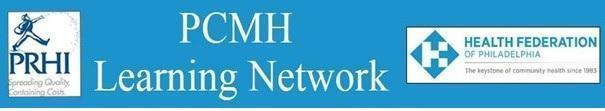 PRHI
Spreading Quality,
Containing Costs.
PCMH
Learning Network
HEALTH FEDERATION
OF PHILADELPHIA
The keystone of community health since 1983